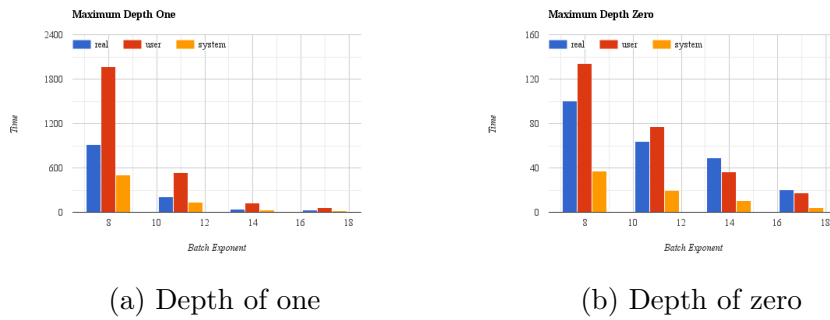 Maximum Depth One
2400
real user system
1800
1200
600
0
8 10 12 14 16 18
Time
Batch Exponent
(a) Depth of one
Maximum Depth Zero
160
real user system
120
80
40
0
8 10 12 14 16 18
Time
Batch Exponent
(b) Depth of zero